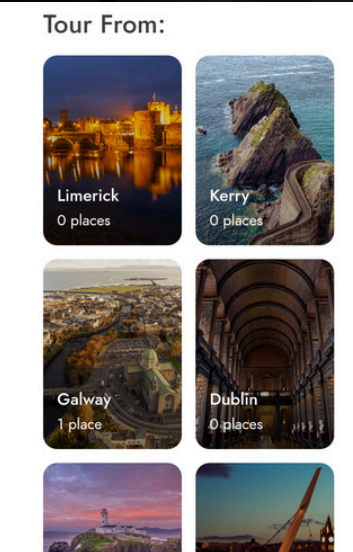 Tour From:
Limerick
0 places
Kerry
0 places
Galway
1 place
Dublin
0 places